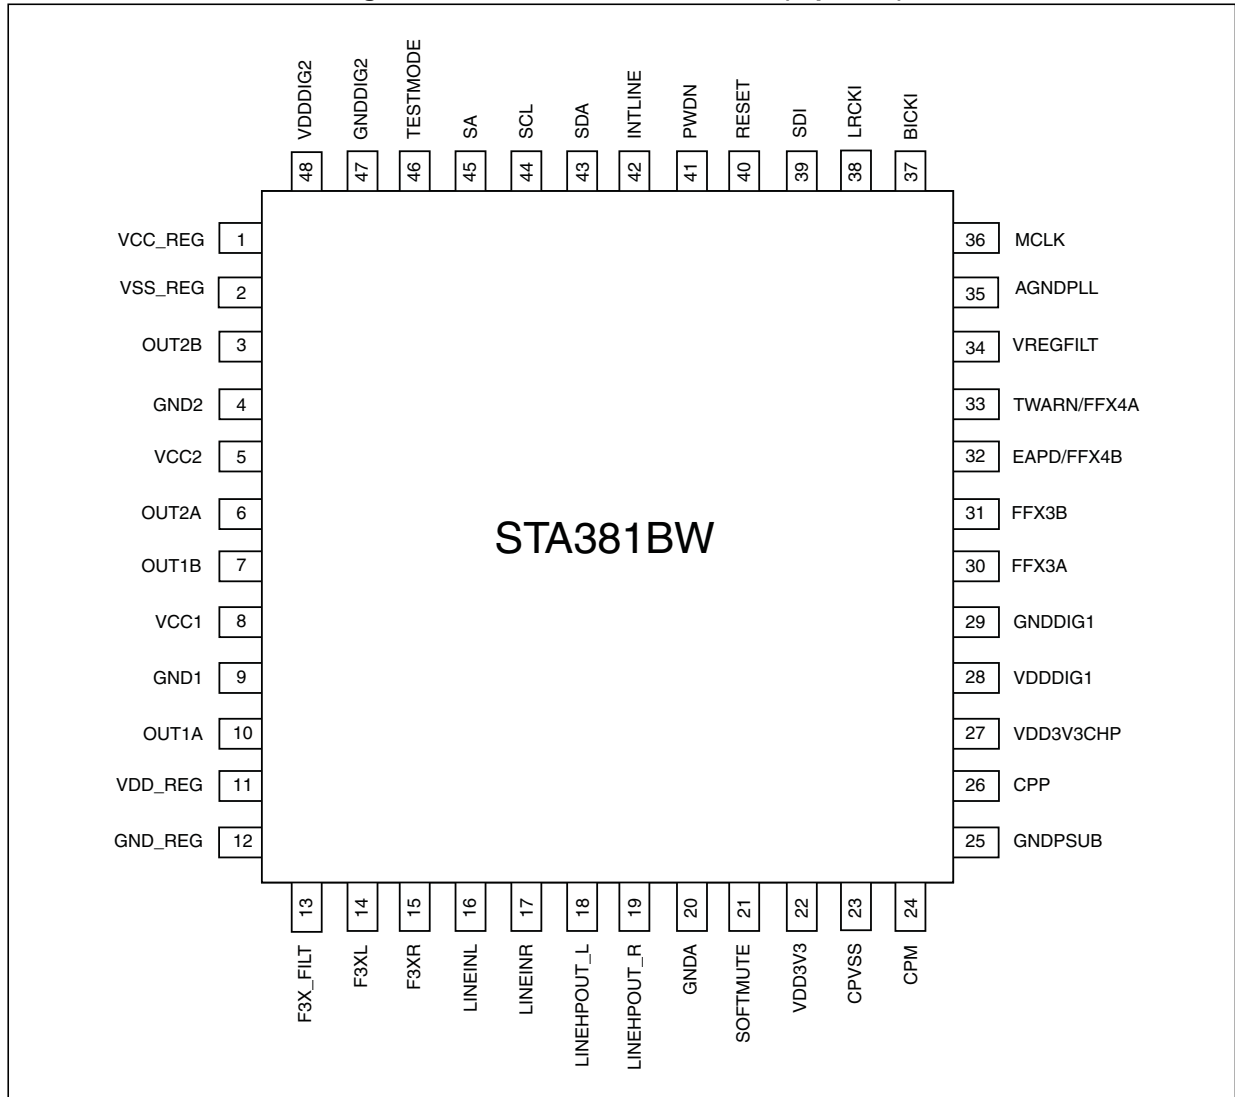 VDDDIG2
GNDDIG2
TESTMODE
SA
SCL
SDA
INTLINE
PWDN
RESET
SDI
LRCKI
BICKI
48
47
46
45
44
43
42
41
40
39
38
37
VCC_REG 1
36 MCLK
VSS_REG 2
35 AGNDPLL
OUT2B 3
34 VREGFILT
GND2 4
33 TWARN/FFX4A
VCC2 5
32 EAPD/FFX4B
OUT2A 6
31 FFX3B
STA381BW
OUT1B 7
30 FFX3A
VCC1 8
29 GNDDIG1
GND1 9
28 VDDDIG1
OUT1A 10
27 VDD3V3CHP
VDD_REG 11
26 CPP
GND_REG 12
25 GNDPSUB
13
14
15
16
17
18
19
20
21
22
23
24
F3X_FILT
F3XL
F3XR
LINEINL
LINEINR
LINEHPOUT_L
LINEHPOUT_R
GNDA
SOFTMUTE
VDD3V3
CPVSS
CPM